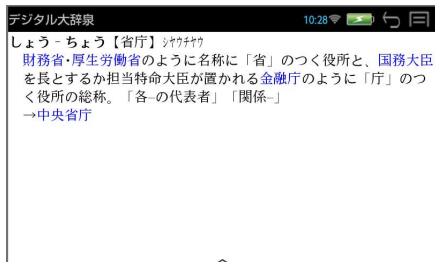 デジタル大辞泉 10:28
しょう‐ちょう【省庁】シヤウチヤウ
財務省・厚生労働省のように名称に「省」のつく役所と、国務大臣
を長とするか担当特命大臣が置かれる金融庁のように「庁」のつ
く役所の総称。「各―の代表者」「関係―」
→中央省庁